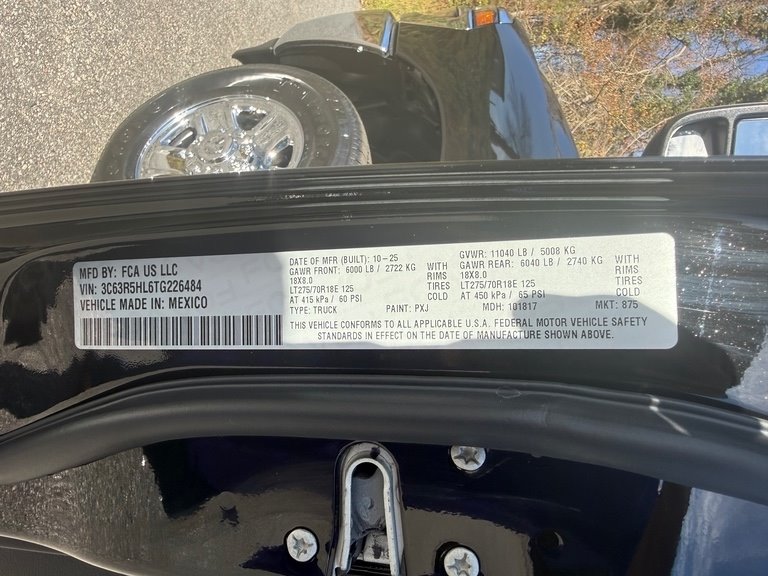 MFD BY: FCA US LLC
VIN: 3C63R5HL6TG226484
VEHICLE MADE IN: MEXICO
DATE OF MFR (BUILT): 10-25
GAWR FRONT: 6000 LB / 2722 KG WITH
18X8.0 RIMS
LT275/70R18E 125 TIRES
AT 415 kPa / 60 PSI COLD
TYPE: TRUCK PAINT: PXJ
GVWR: 11040 LB / 5008 KG
GAWR REAR: 6040 LB / 2740 KG WITH
18X8.0 RIMS
LT275/70R18E 125 TIRES
AT 450 kPa / 65 PSI COLD
MDH: 101817 MKT: 875
THIS VEHICLE CONFORMS TO ALL APPLICABLE U.S.A. FEDERAL MOTOR VEHICLE SAFETY
STANDARDS IN EFFECT ON THE DATE OF MANUFACTURE SHOWN ABOVE.